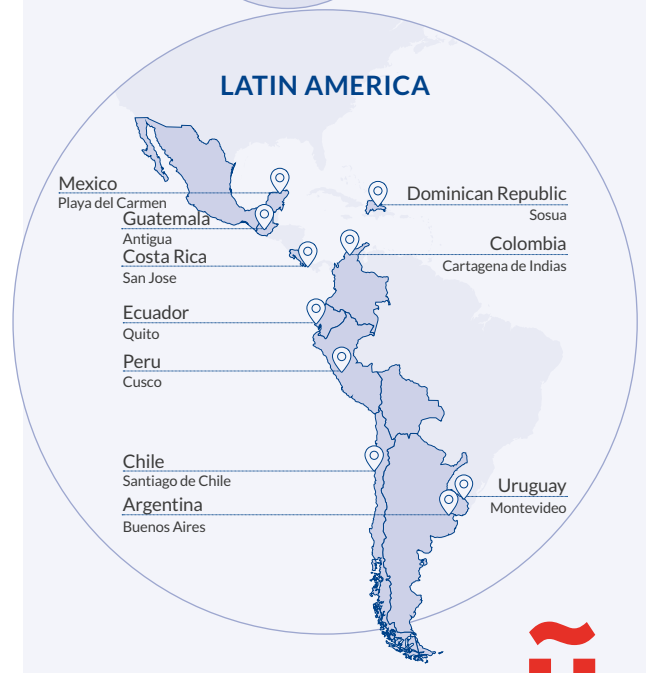 LATIN AMERICA
Mexico
Playa del Carmen
Guatemala
Antigua
Costa Rica
San Jose
Ecuador
Quito
Peru
Cusco
Chile
Santiago de Chile
Argentina
Buenos Aires
Dominican Republic
Sosua
Colombia
Cartagena de Indias
Uruguay
Montevideo